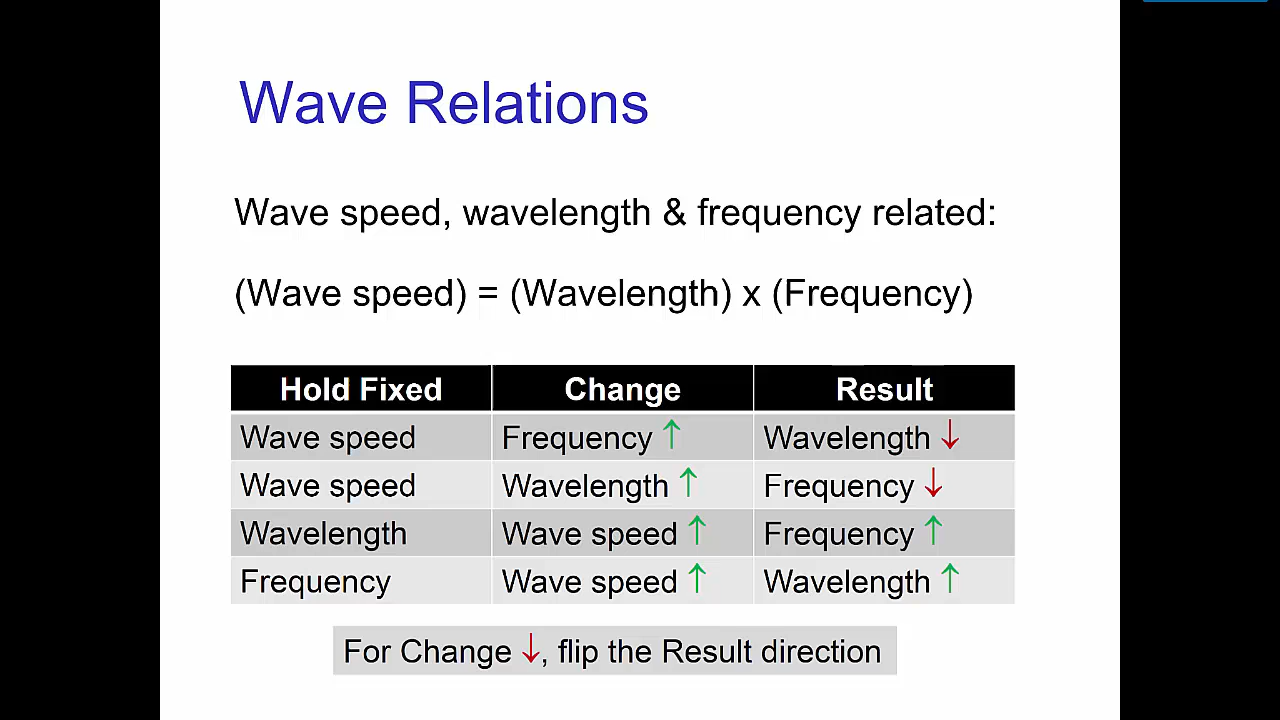 Wave Relations
Wave speed, wavelength & frequency related:
(Wave speed) = (Wavelength) x (Frequency)
Hold Fixed Change Result
Wave speed Frequency ↑ Wavelength ↓
Wave speed Wavelength ↑ Frequency ↓
Wavelength Wave speed ↑ Frequency ↑
Frequency Wave speed ↑ Wavelength ↑
For Change ↓, flip the Result direction